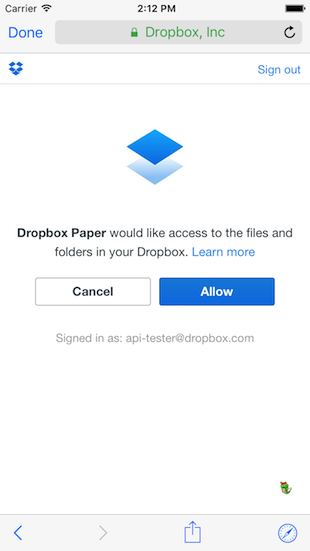 Carrier 2:12 PM
Done Dropbox, Inc
Sign out
Dropbox Paper would like access to the files and
folders in your Dropbox. Learn more
Cancel Allow
Signed in as: api-tester@dropbox.com